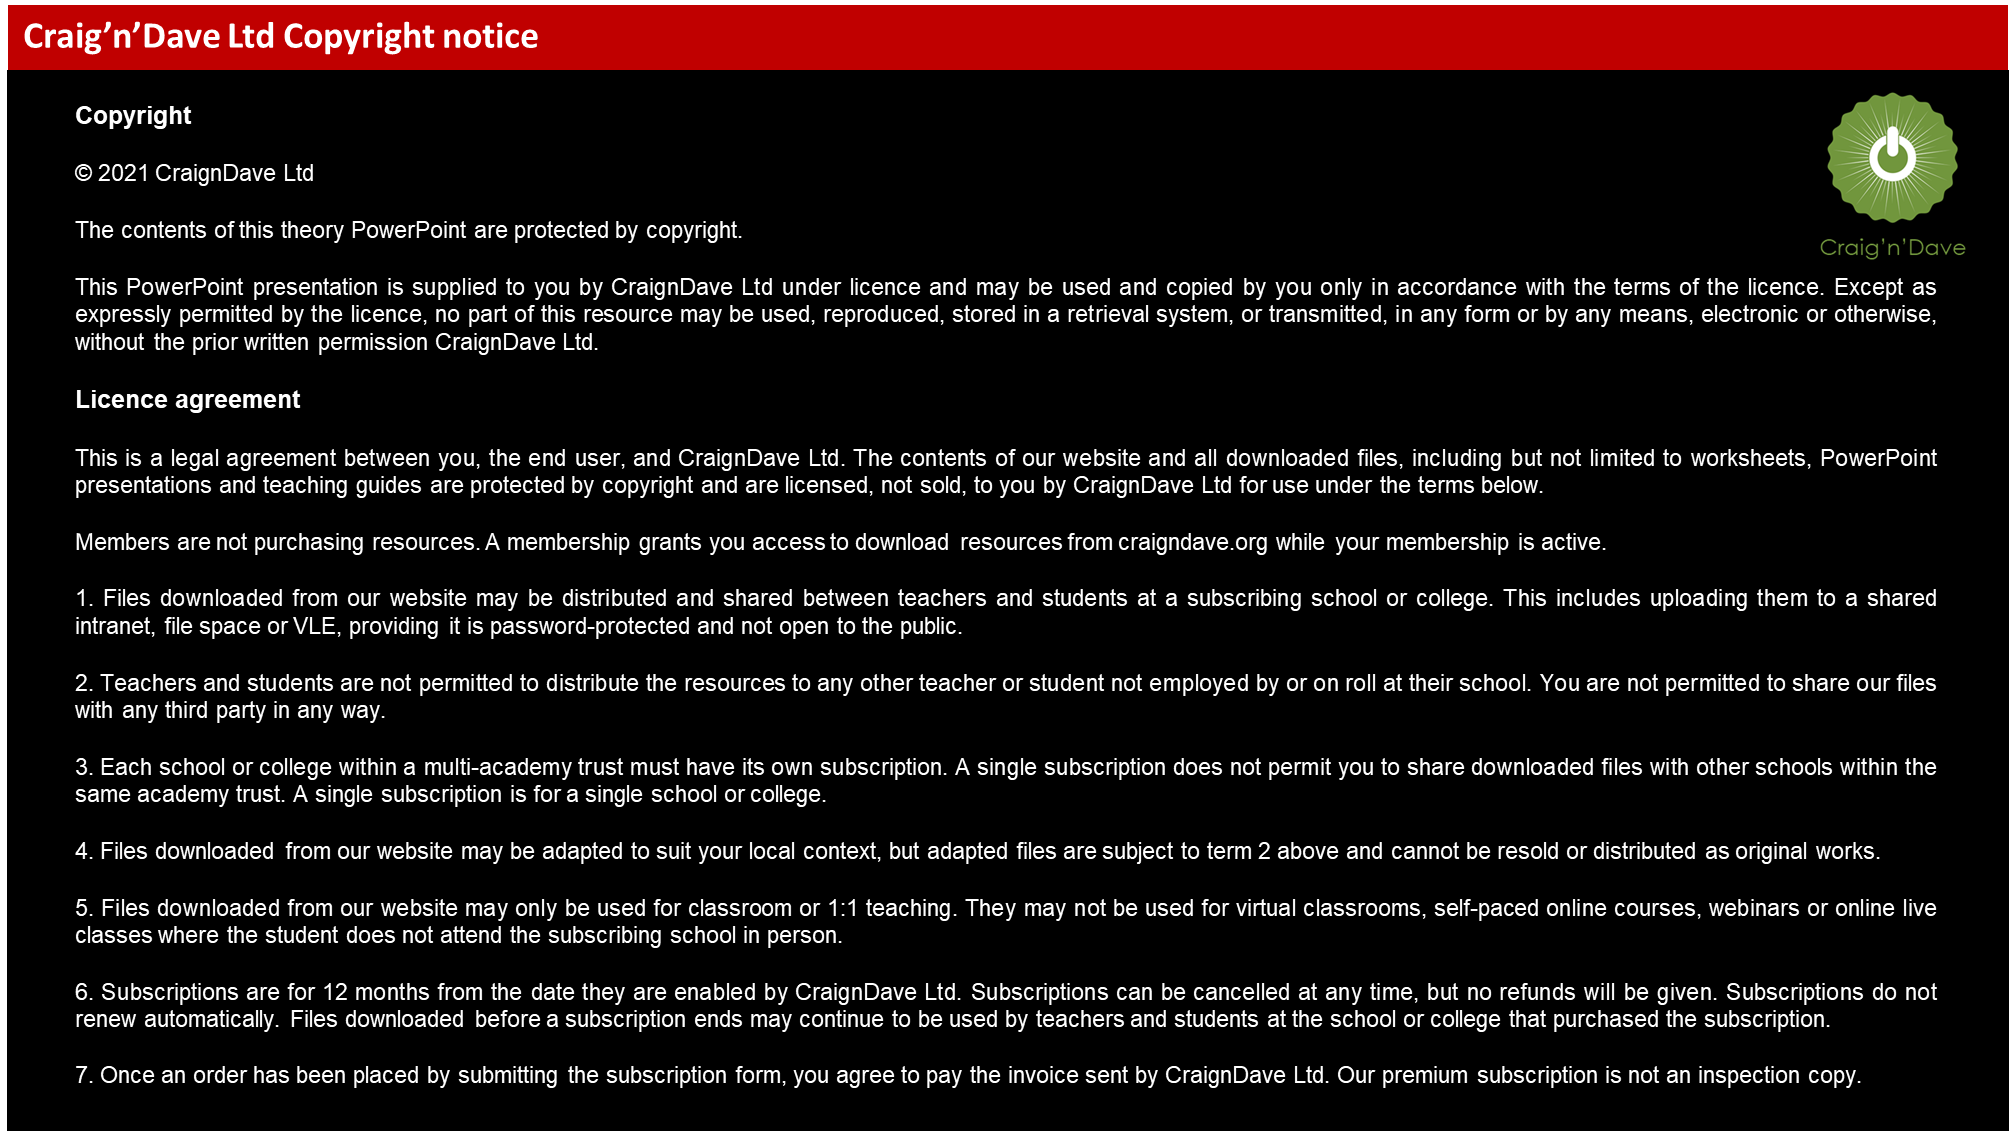 Craig’n’Dave Ltd Copyright notice
Copyright
© 2021 CraignDave Ltd
The contents of this theory PowerPoint are protected by copyright.
Craig’n’Dave
This PowerPoint presentation is supplied to you by CraignDave Ltd under licence and may be used and copied by you only in accordance with the terms of the licence. Except as
expressly permitted by the licence, no part of this resource may be used, reproduced, stored in a retrieval system, or transmitted, in any form or by any means, electronic or otherwise,
without the prior written permission CraignDave Ltd.
Licence agreement
This is a legal agreement between you, the end user, and CraignDave Ltd. The contents of our website and all downloaded files, including but not limited to worksheets, PowerPoint
presentations and teaching guides are protected by copyright and are licensed, not sold, to you by CraignDave Ltd for use under the terms below.
Members are not purchasing resources. A membership grants you access to download resources from craigndave.org while your membership is active.
1. Files downloaded from our website may be distributed and shared between teachers and students at a subscribing school or college. This includes uploading them to a shared
intranet, file space or VLE, providing it is password-protected and not open to the public.
2. Teachers and students are not permitted to distribute the resources to any other teacher or student not employed by or on roll at their school. You are not permitted to share our files
with any third party in any way.
3. Each school or college within a multi-academy trust must have its own subscription. A single subscription does not permit you to share downloaded files with other schools within the
same academy trust. A single subscription is for a single school or college.
4. Files downloaded from our website may be adapted to suit your local context, but adapted files are subject to term 2 above and cannot be resold or distributed as original works.
5. Files downloaded from our website may only be used for classroom or 1:1 teaching. They may not be used for virtual classrooms, self-paced online courses, webinars or online live
classes where the student does not attend the subscribing school in person.
6. Subscriptions are for 12 months from the date they are enabled by CraignDave Ltd. Subscriptions can be cancelled at any time, but no refunds will be given. Subscriptions do not
renew automatically. Files downloaded before a subscription ends may continue to be used by teachers and students at the school or college that purchased the subscription.
7. Once an order has been placed by submitting the subscription form, you agree to pay the invoice sent by CraignDave Ltd. Our premium subscription is not an inspection copy.